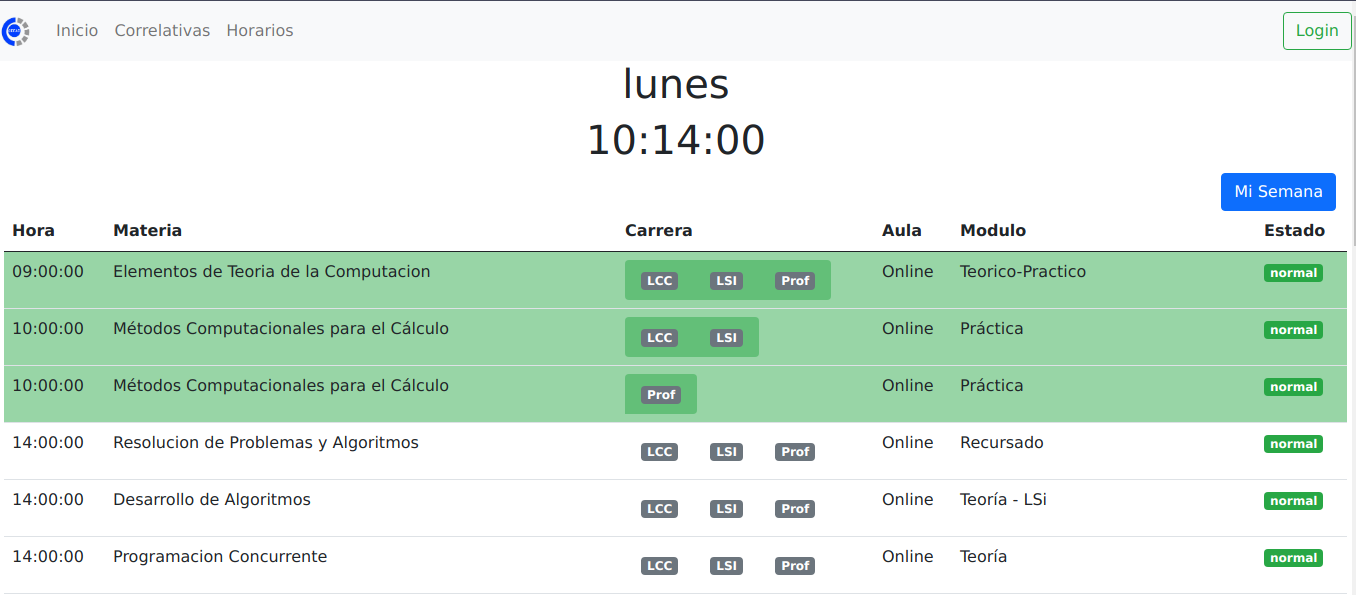 Inicio Correlativas Horarios Login
lunes
10:14:00
Mi Semana
Hora Materia Carrera Aula Modulo Estado
09:00:00 Elementos de Teoria de la Computacion LCC LSI Prof Online Teorico-Practico normal
10:00:00 Métodos Computacionales para el Cálculo LCC LSI Online Práctica normal
10:00:00 Métodos Computacionales para el Cálculo Prof Online Práctica normal
14:00:00 Resolucion de Problemas y Algoritmos LCC LSI Prof Online Recursado normal
14:00:00 Desarrollo de Algoritmos LCC LSI Prof Online Teoría - LSi normal
14:00:00 Programacion Concurrente LCC LSI Prof Online Teoría normal